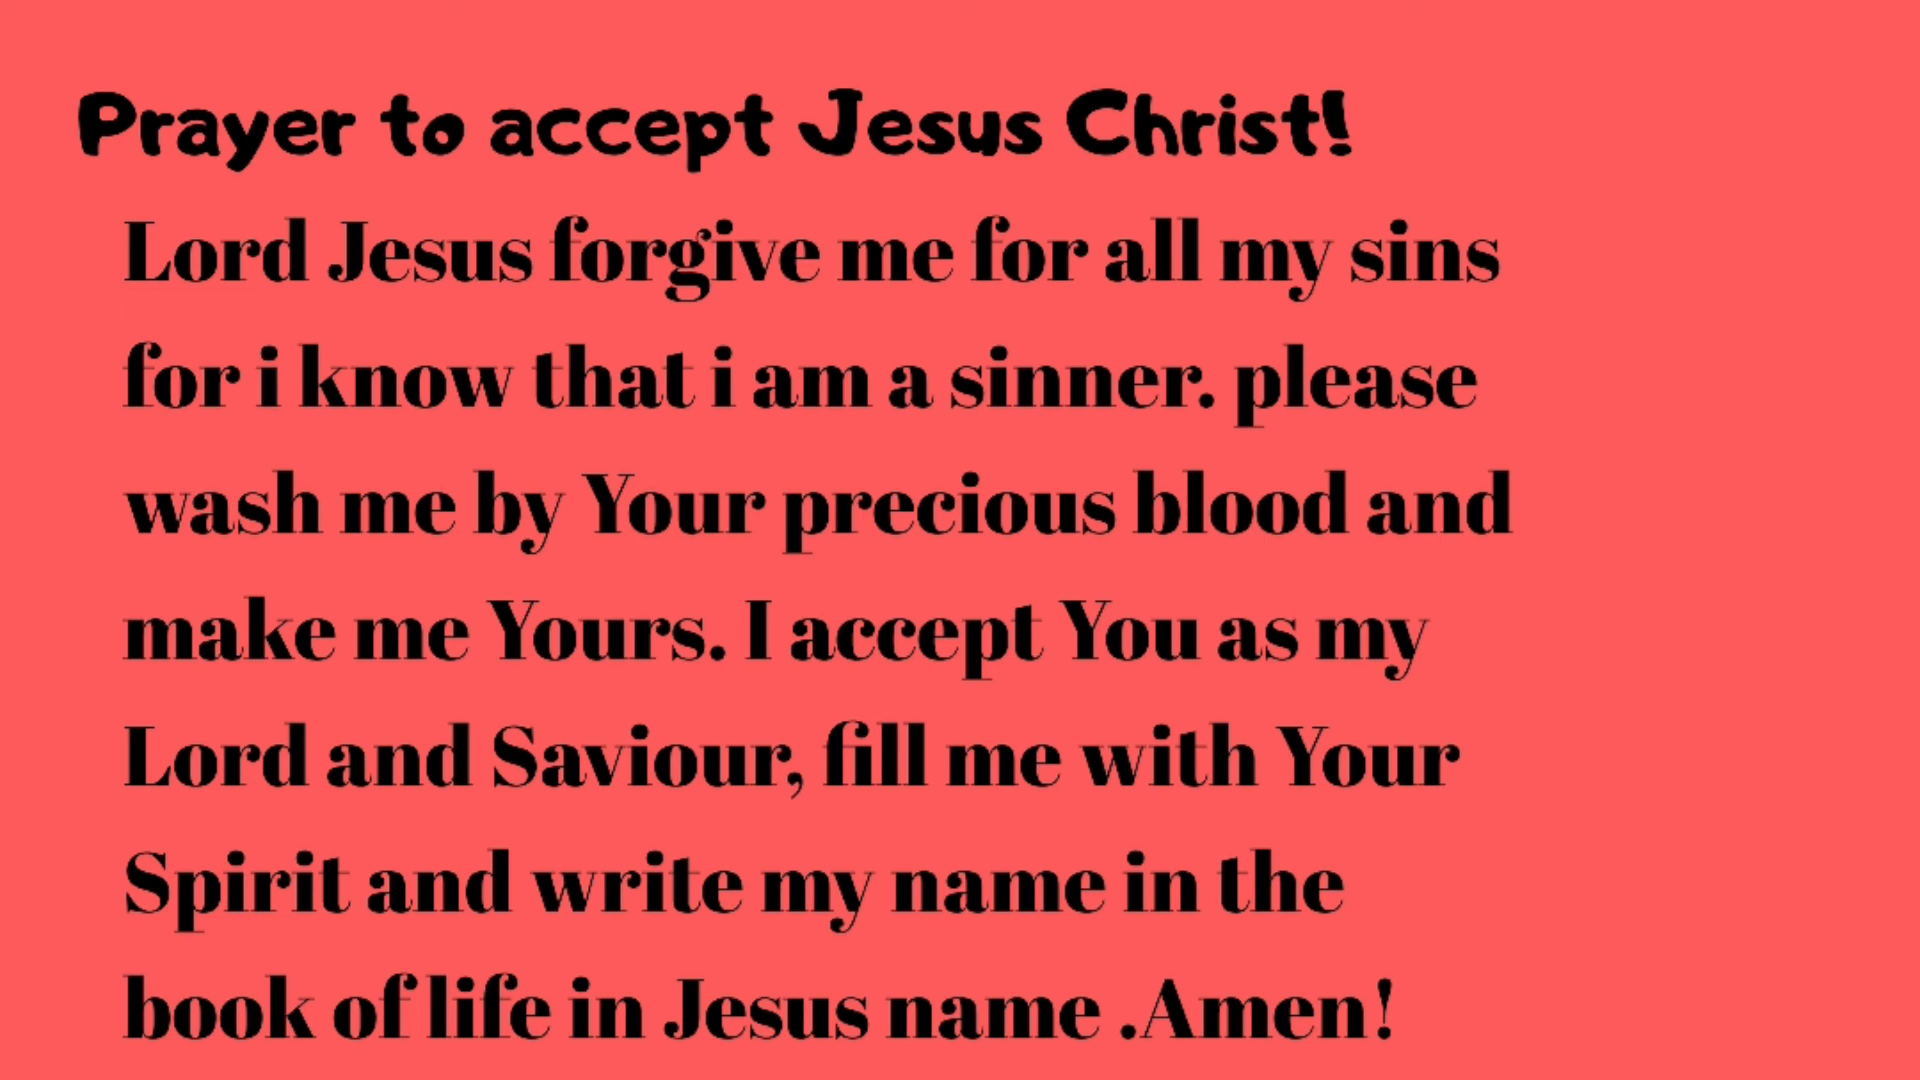 Prayer to accept Jesus Christ!
Lord Jesus forgive me for all my sins
for i know that i am a sinner. please
wash me by Your precious blood and
make me Yours. I accept You as my
Lord and Saviour, fill me with Your
Spirit and write my name in the
book of life in Jesus name .Amen!